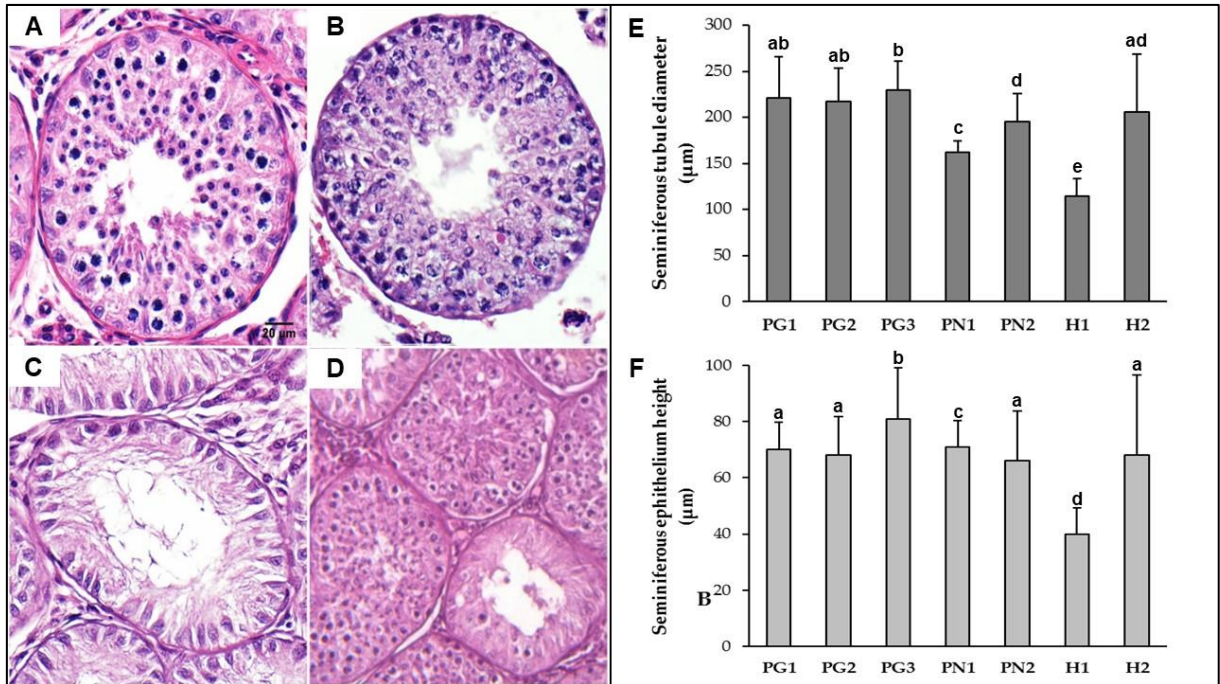 A
B
20 µm
C
D
E
Seminiferous tubule diameter
(µm)
300
250
200
150
100
50
0
ab
ab
b
c
d
e
ad
PG1 PG2 PG3 PN1 PN2 H1 H2
F
Seminiferous ephithelium height
(µm)
100
80
60
40
20
0
a
a
b
c
a
d
a
B
PG1 PG2 PG3 PN1 PN2 H1 H2